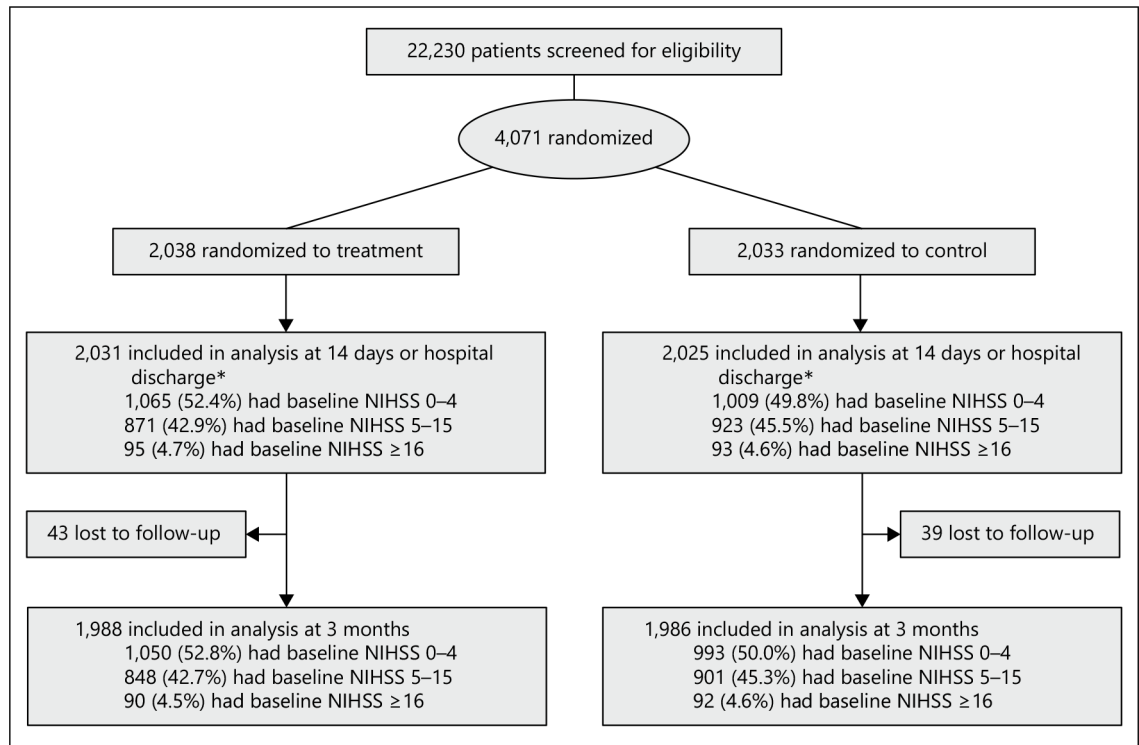 22,230 patients screened for eligibility
4,071 randomized
2,038 randomized to treatment
2,033 randomized to control
2,031 included in analysis at 14 days or hospital
discharge*
1,065 (52.4%) had baseline NIHSS 0–4
871 (42.9%) had baseline NIHSS 5–15
95 (4.7%) had baseline NIHSS ≥16
2,025 included in analysis at 14 days or hospital
discharge*
1,009 (49.8%) had baseline NIHSS 0–4
923 (45.5%) had baseline NIHSS 5–15
93 (4.6%) had baseline NIHSS ≥16
43 lost to follow-up
39 lost to follow-up
1,988 included in analysis at 3 months
1,050 (52.8%) had baseline NIHSS 0–4
848 (42.7%) had baseline NIHSS 5–15
90 (4.5%) had baseline NIHSS ≥16
1,986 included in analysis at 3 months
993 (50.0%) had baseline NIHSS 0–4
901 (45.3%) had baseline NIHSS 5–15
92 (4.6%) had baseline NIHSS ≥16